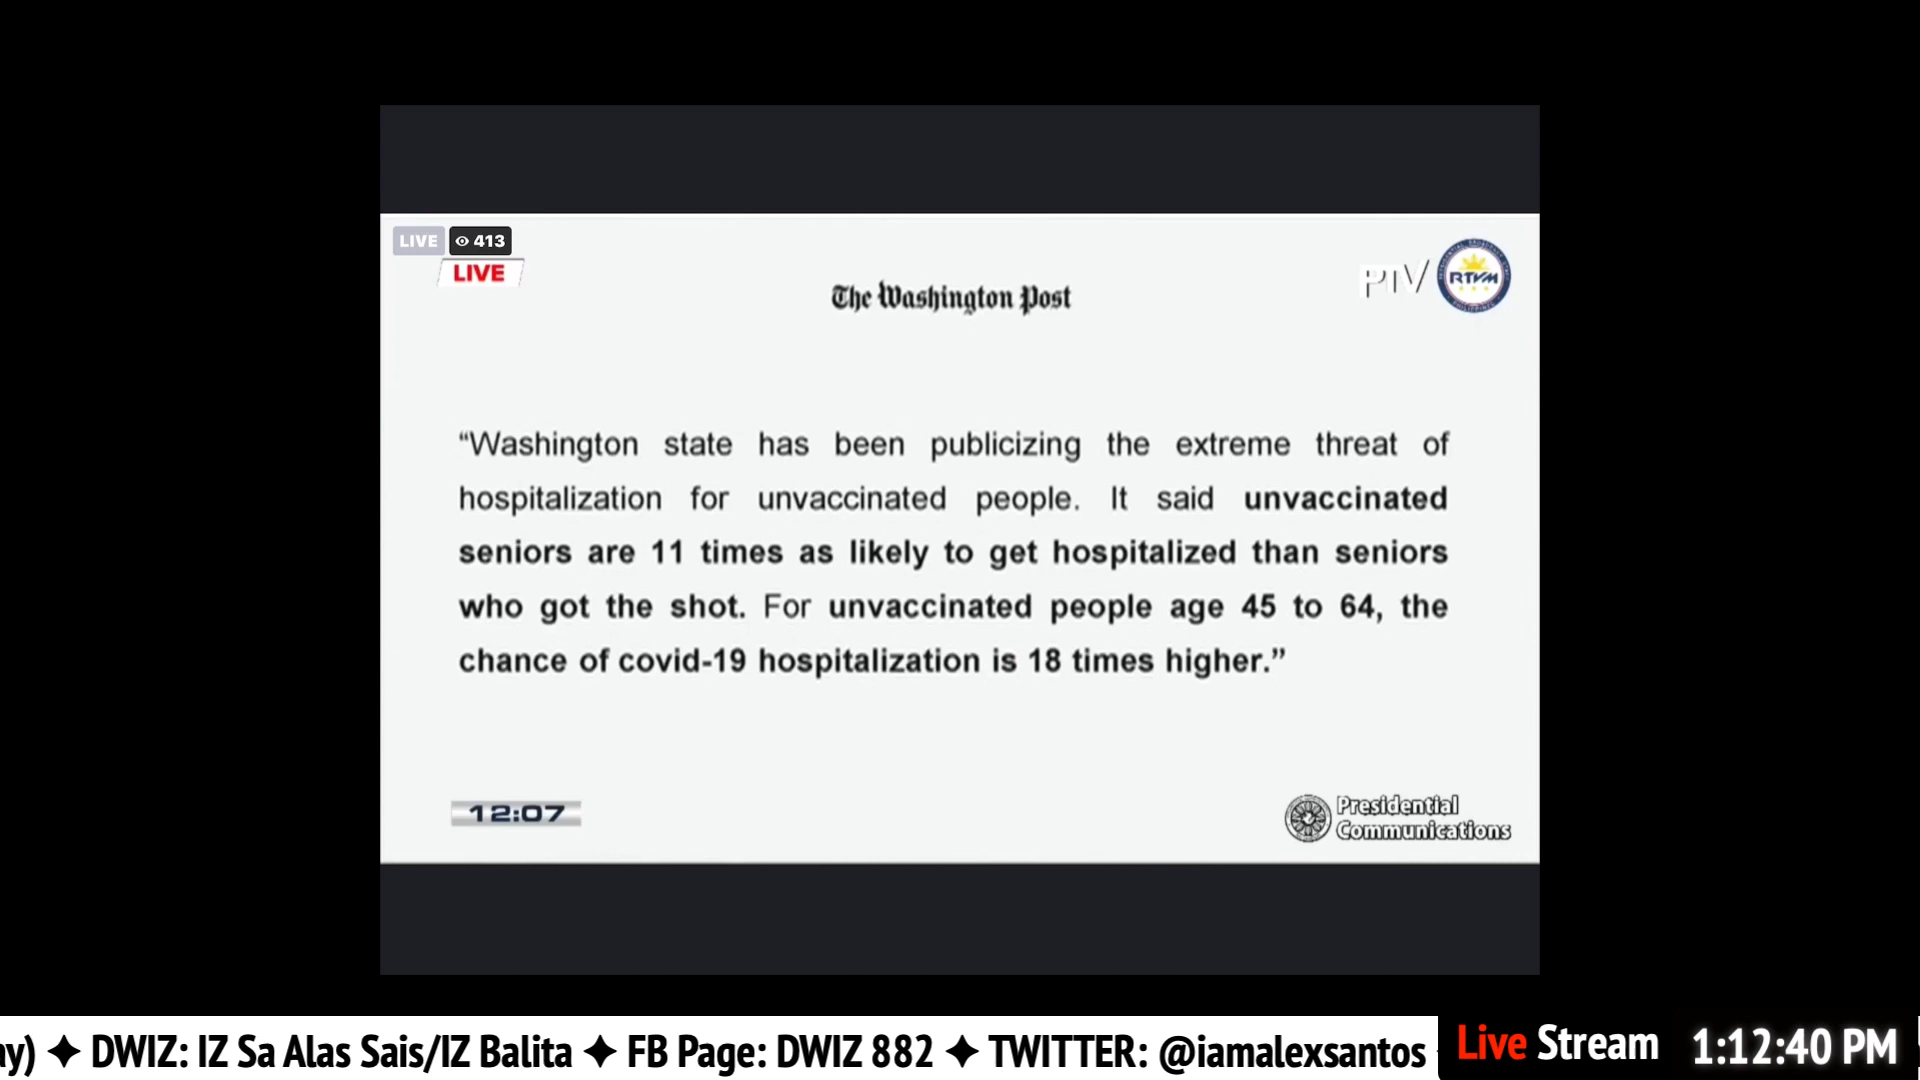 LIVE 413
LIVE
PTV
RTVM
The Washington Post
“Washington state has been publicizing the extreme threat of
hospitalization for unvaccinated people. It said unvaccinated
seniors are 11 times as likely to get hospitalized than seniors
who got the shot. For unvaccinated people age 45 to 64, the
chance of covid-19 hospitalization is 18 times higher.”
12:07
Presidential
Communications
ay) ✦ DWIZ: IZ Sa Alas Sais/IZ Balita ✦ FB Page: DWIZ 882 ✦ TWITTER: @iamalexsantos
Live Stream 1:12:40 PM